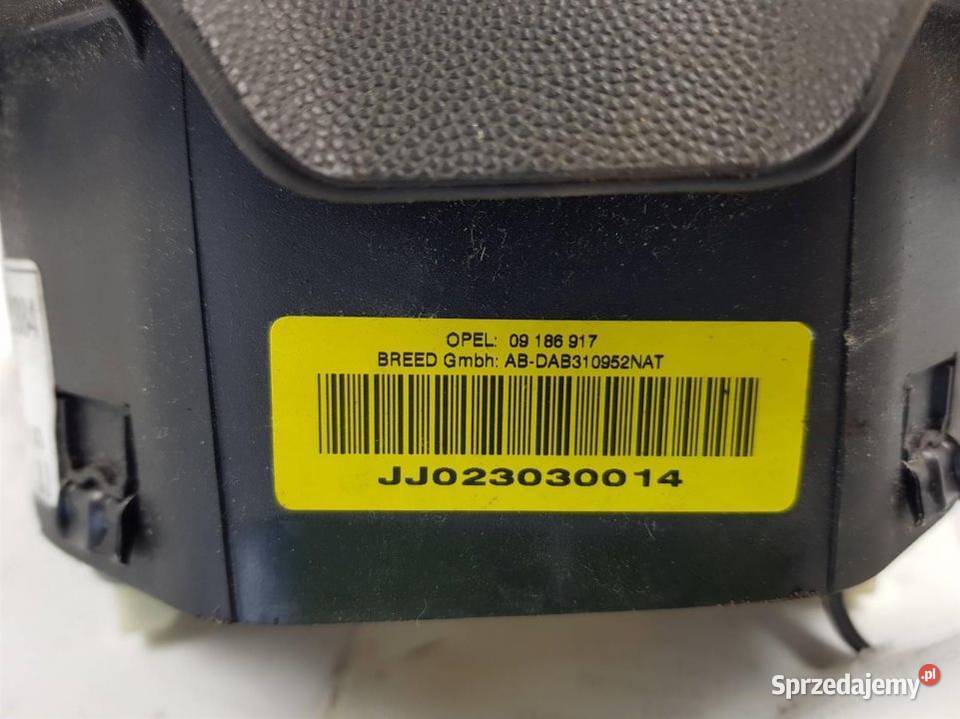 OPEL: 09 186 917
BREED Gmbh: AB-DAB310952NAT
JJ023030014
Sprzedajemy.pl